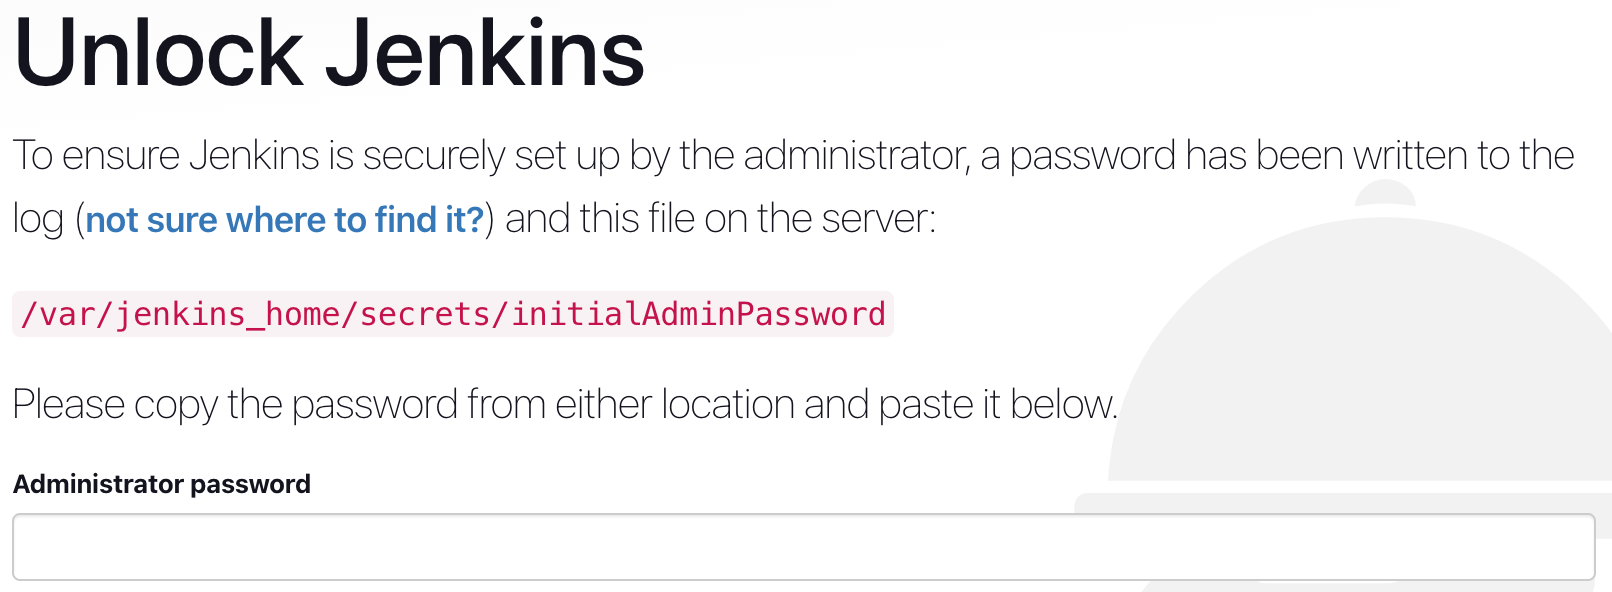 Unlock Jenkins
To ensure Jenkins is securely set up by the administrator, a password has been written to the
log (not sure where to find it?) and this file on the server:
/var/jenkins_home/secrets/initialAdminPassword
Please copy the password from either location and paste it below.
Administrator password